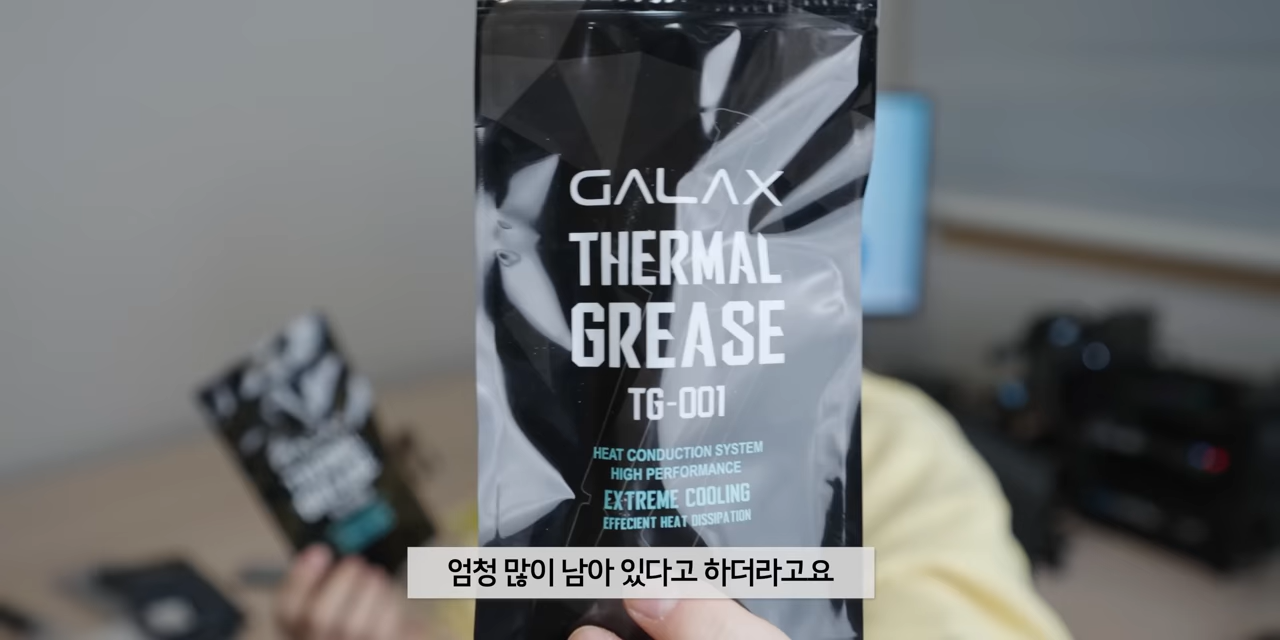 GALAX
THERMAL
GREASE
TG-001
HEAT CONDUCTION SYSTEM
HIGH PERFORMANCE
EXTREME COOLING
EFFECIENT HEAT DISSIPATION
엄청 많이 남아 있다고 하더라고요